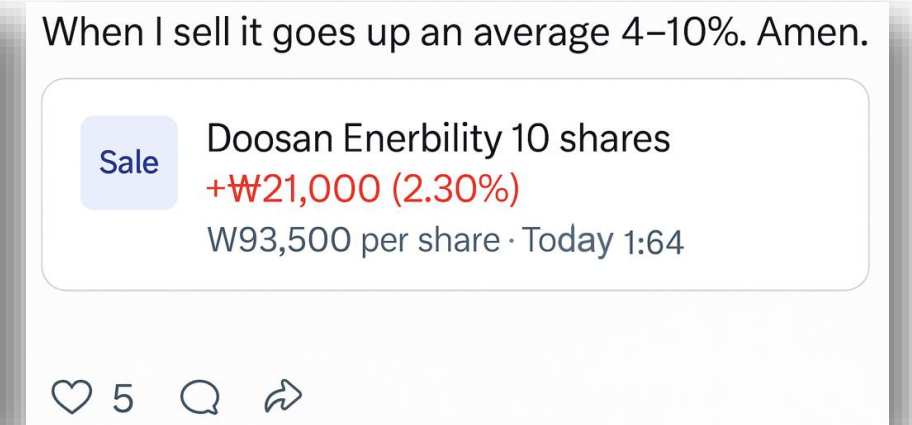 When I sell it goes up an average 4–10%. Amen.
Sale
Doosan Enerbility 10 shares
+₩21,000 (2.30%)
W93,500 per share · Today 1:64
5